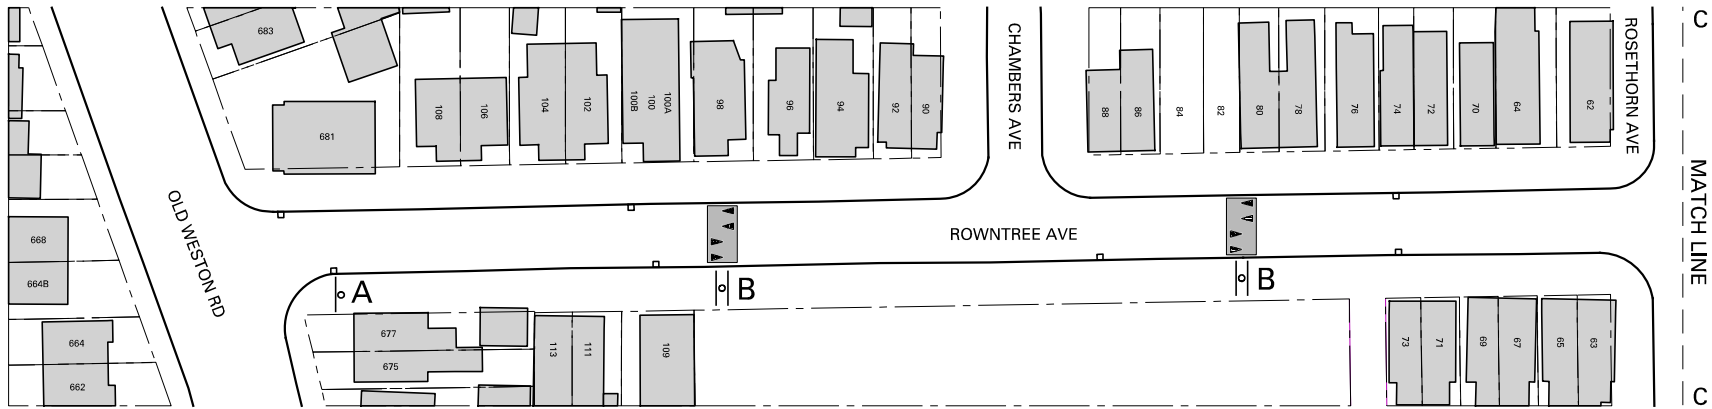 683
681
108
106
104
102
100B
100
100A
98
96
94
92
90
CHAMBERS AVE
88
86
84
82
80
78
76
74
72
70
64
62
ROSETHORN AVE
C
MATCH LINE
C
OLD WESTON RD
ROWNTREE AVE
668
664B
664
662
A
B
B
677
675
113
111
109
73
71
69
67
65
63